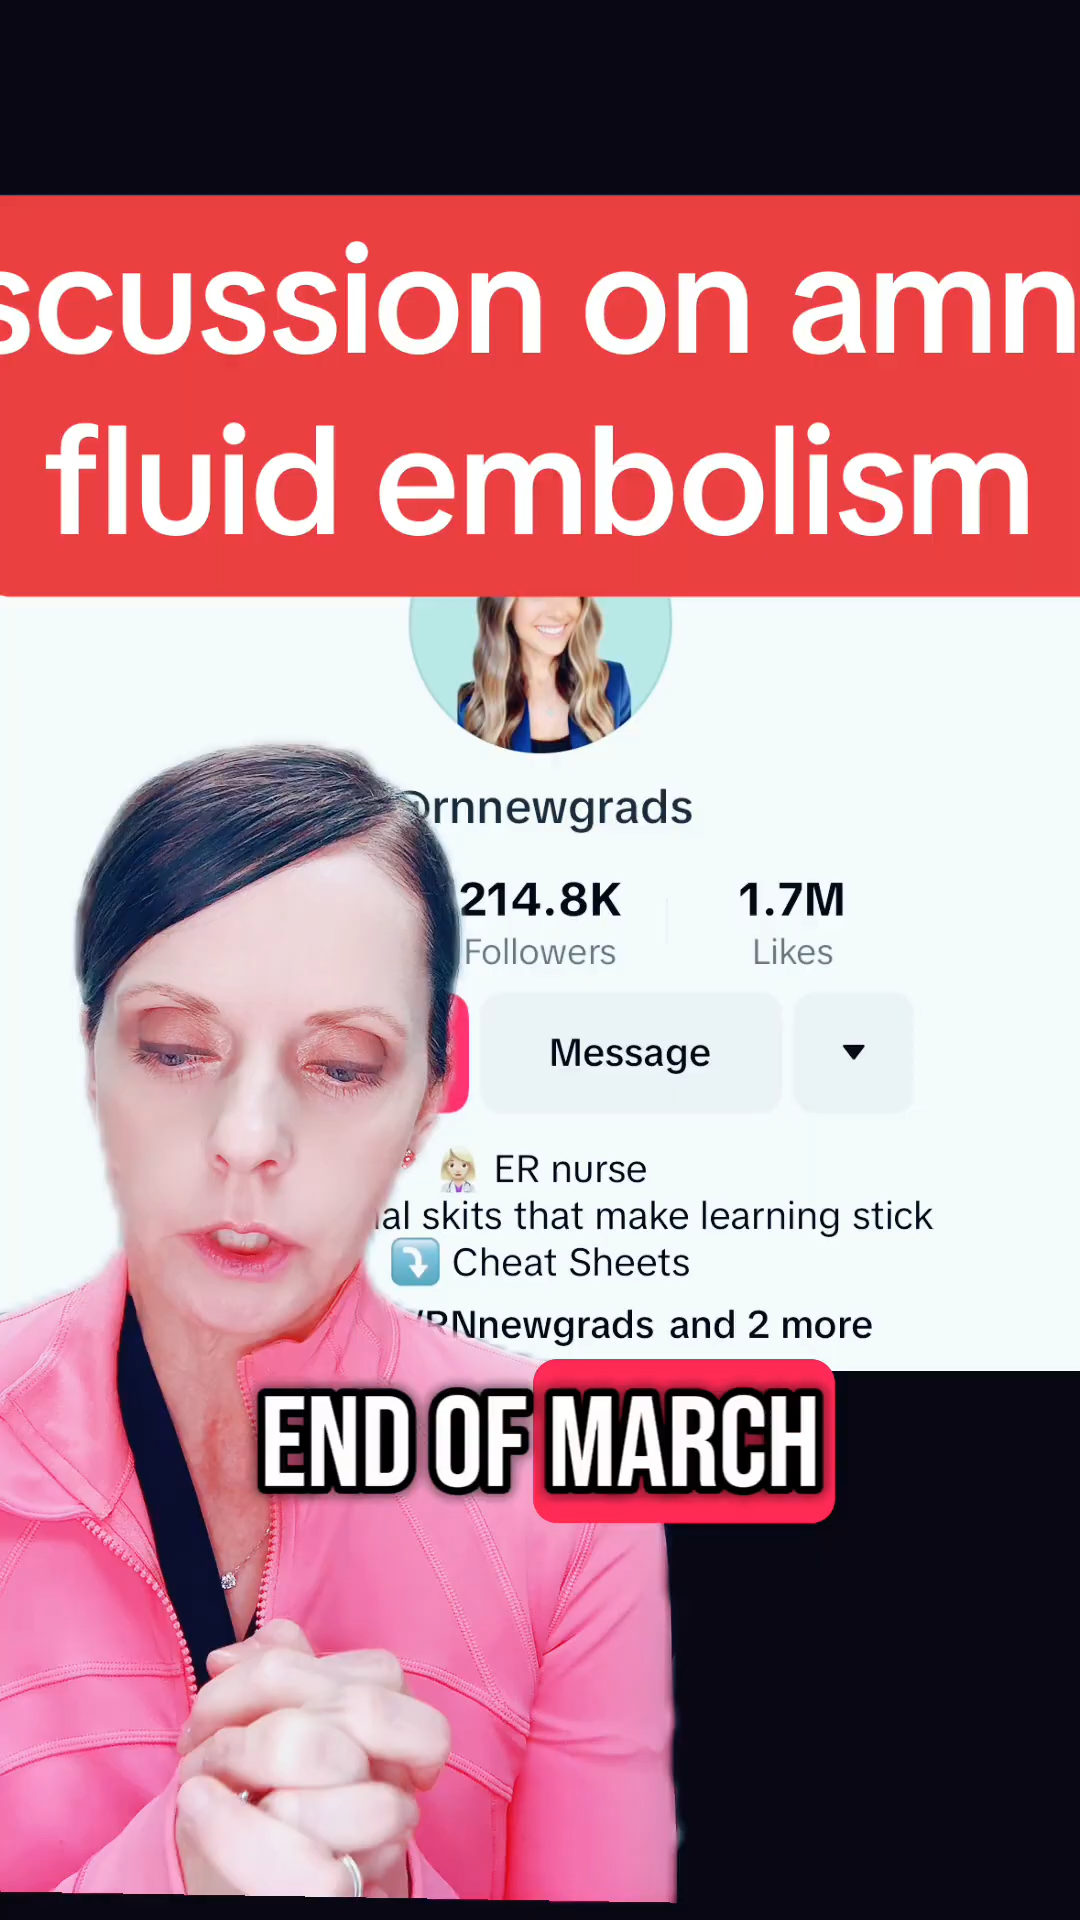 scussion on amn
fluid embolism
@rnnewgrads
214.8K
1.7M
Followers
Likes
Message
ER nurse
al skits that make learning stick
Cheat Sheets
/RNnewgrads and 2 more
END OF MARCH